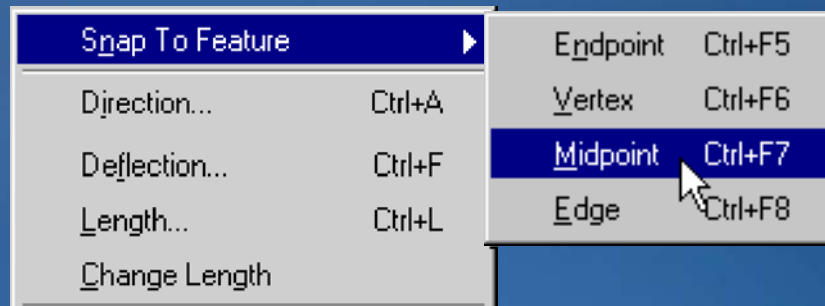 Snap To Feature
Direction... Ctrl+A
Deflection... Ctrl+F
Length... Ctrl+L
Change Length
Endpoint Ctrl+F5
Vertex Ctrl+F6
Midpoint Ctrl+F7
Edge Ctrl+F8